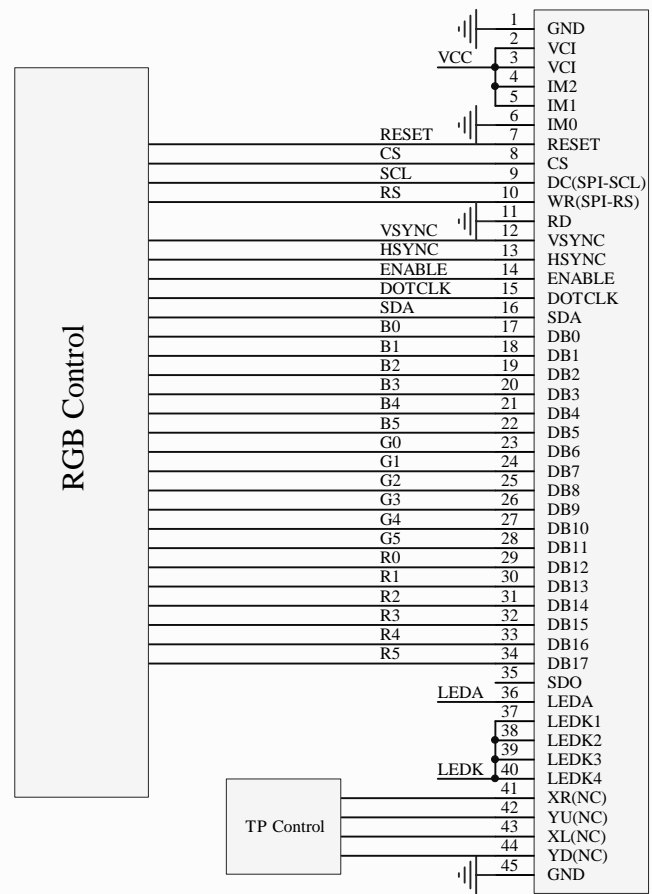 1 GND
2 VCI
VCC 3 VCI
4 IM2
5 IM1
6 IM0
RESET 7 RESET
CS 8 CS
SCL 9 DC(SPI-SCL)
RS 10 WR(SPI-RS)
11 RD
VSYNC 12 VSYNC
HSYNC 13 HSYNC
ENABLE 14 ENABLE
DOTCLK 15 DOTCLK
SDA 16 SDA
B0 17 DB0
B1 18 DB1
B2 19 DB2
B3 20 DB3
B4 21 DB4
B5 22 DB5
G0 23 DB6
G1 24 DB7
G2 25 DB8
G3 26 DB9
G4 27 DB10
G5 28 DB11
R0 29 DB12
R1 30 DB13
R2 31 DB14
R3 32 DB15
R4 33 DB16
R5 34 DB17
35 SDO
LEDA 36 LEDA
37 LEDK1
38 LEDK2
39 LEDK3
LEDK 40 LEDK4
41 XR(NC)
42 YU(NC)
43 XL(NC)
44 YD(NC)
45 GND
RGB Control
TP Control